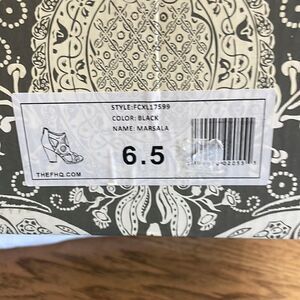 STYLE:FCXL17599
COLOR: BLACK
NAME: MARSALA
6.5
THEFHQ.COM